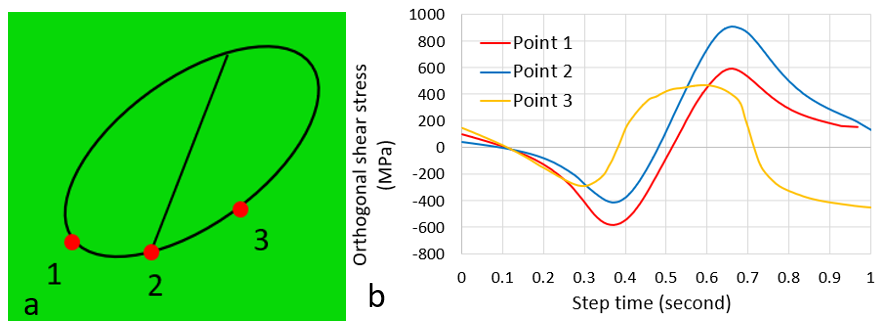 1
2
3
a
Orthogonal shear stress
(MPa)
1000
800
600
400
200
0
-200
-400
-600
-800
Point 1
Point 2
Point 3
0 0.1 0.2 0.3 0.4 0.5 0.6 0.7 0.8 0.9 1
Step time (second)
b